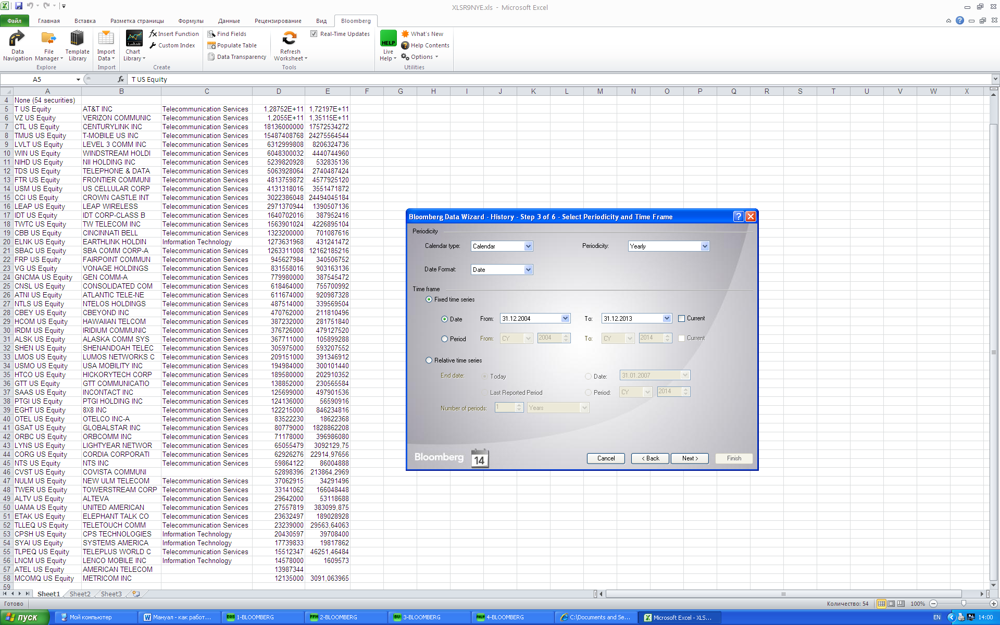 XLSR9NYE.xls - Microsoft Excel
Файл Главная Вставка Разметка страницы Формулы Данные Рецензирование Вид Bloomberg
Data Navigation File Manager Template Library Explore
Import Data Import
Chart Library Insert Function Custom Index Create
Find Fields Populate Table Data Transparency Refresh Worksheet Real-Time Updates Tools
HELP Live Help What's New Help Contents Options Utilities
A5 fx T US Equity
A B C D E F G H I J K L M N O P Q R S T U V W X
4 None (54 securities)
5 T US Equity AT&T INC Telecommunication Services 1,28752E+11 1,72197E+11
6 VZ US Equity VERIZON COMMUNIC Telecommunication Services 1,2055E+11 1,35115E+11
7 CTL US Equity CENTURYLINK INC Telecommunication Services 18136000000 17572534272
8 TMUS US Equity T-MOBILE US INC Telecommunication Services 15487408768 24275564544
9 LVLT US Equity LEVEL 3 COMM INC Telecommunication Services 6312999808 8206324736
10 WIN US Equity WINDSTREAM HOLDI Telecommunication Services 6048300032 4440744960
11 NIHD US Equity NII HOLDING INC Telecommunication Services 5239820928 532835136
12 TDS US Equity TELEPHONE & DATA Telecommunication Services 5063928064 2740487424
13 FTR US Equity FRONTIER COMMUNI Telecommunication Services 4813759872 4577925120
14 USM US Equity US CELLULAR CORP Telecommunication Services 4131318016 3551471872
15 CCI US Equity CROWN CASTLE INT Telecommunication Services 3022386048 24494045184
16 LEAP US Equity LEAP WIRELESS Telecommunication Services 2971370944 1390507136
17 IDT US Equity IDT CORP-CLASS B Telecommunication Services 1640702016 387952416
18 TWTC US Equity TW TELECOM INC Telecommunication Services 1563901024 4226895104
19 CBB US Equity CINCINNATI BELL Telecommunication Services 1323200000 701087616
20 ELNK US Equity EARTHLINK HOLDIN Information Technology 1273631968 431241472
21 SBAC US Equity SBA COMM CORP-A Telecommunication Services 1263311008 12162185216
22 FRP US Equity FAIRPOINT COMMUN Telecommunication Services 945627984 340506752
23 VG US Equity VONAGE HOLDINGS Telecommunication Services 831558016 903163136
24 GNCMA US Equity GEN COMM-A Telecommunication Services 779980000 387545472
25 CNSL US Equity CONSOLIDATED COM Telecommunication Services 618464000 755700992
26 ATNI US Equity ATLANTIC TELE-NE Telecommunication Services 611674000 920987328
27 NTLS US Equity NTELOS HOLDINGS Telecommunication Services 487514000 339569504
28 CBEY US Equity CBEYOND INC Telecommunication Services 470762000 211810496
29 HCOM US Equity HAWAIIAN TELCOM Telecommunication Services 387232000 281751840
30 IRDM US Equity IRIDIUM COMMUNIC Telecommunication Services 376726000 479127520
31 ALSK US Equity ALASKA COMM SYS Telecommunication Services 367711000 105899288
32 SHEN US Equity SHENANDOAH TELEC Telecommunication Services 305975000 593207552
33 LMOS US Equity LUMOS NETWORKS C Telecommunication Services 209151000 391346912
34 USMO US Equity USA MOBILITY INC Telecommunication Services 194984000 300101440
35 HTCO US Equity HICKORYTECH CORP Telecommunication Services 189580000 202910352
36 GTT US Equity GTT COMMUNICATIO Telecommunication Services 138852000 230565584
37 SAAS US Equity INCONTACT INC Telecommunication Services 125699000 497901536
38 PTGI US Equity PTGI HOLDING INC Telecommunication Services 124136000 56590916
39 EGHT US Equity 8X8 INC Telecommunication Services 122215000 846234816
40 OTEL US Equity OTELCO INC-A Telecommunication Services 83522230 18622368
41 GSAT US Equity GLOBALSTAR INC Telecommunication Services 80779000 1828862208
42 ORBC US Equity ORBCOMM INC Telecommunication Services 71178000 396986080
43 LYNS US Equity LIGHTYEAR NETWOR Telecommunication Services 65055479 3092129,75
44 CORG US Equity CORDIA CORPORATI Telecommunication Services 62926276 22914,97656
45 NTS US Equity NTS INC Telecommunication Services 59864122 86004888
46 CVST US Equity COVISTA COMMUNI 52898396 213864,2969
47 NULM US Equity NEW ULM TELECOM Telecommunication Services 37062915 34291496
48 TWER US Equity TOWERSTREAM CORP Telecommunication Services 33141062 166048448
49 ALTV US Equity ALTEVA Telecommunication Services 29642000 53118688
50 UAMA US Equity UNITED AMERICAN Telecommunication Services 27557819 383099,875
51 ETAK US Equity ELEPHANT TALK CO Telecommunication Services 23632497 189028928
52 TLLEQ US Equity TELETOUCH COMM Telecommunication Services 23239000 29563,64063
53 CPSH US Equity CPS TECHNOLOGIES Information Technology 20430597 39708400
54 SYAI US Equity SYSTEMS AMERICA Information Technology 17739833 19817862
55 TLPEQ US Equity TELEPLUS WORLD C Telecommunication Services 15512347 46251,46484
56 LNCM US Equity LENCO MOBILE INC Information Technology 14578000 1609573
57 ATEL US Equity AMERICAN TELECOM 13987344
58 MCOMQ US Equity METRICOM INC 12135000 3091,063965
59
Bloomberg Data Wizard - History - Step 3 of 6 - Select Periodicity and Time Frame
Periodicity
Calendar type: Calendar Periodicity: Yearly
Date Format: Date
Time frame
Fixed time series
Date From: 31.12.2004 To: 31.12.2013 Current
Period From: CY 2004 To: CY 2014 Current
Relative time series
End date: Today Date: 31.01.2007
Last Reported Period Period: CY 2014
Number of periods: 1 Years
Bloomberg 14 Cancel < Back Next > Finish
Sheet1 Sheet2 Sheet3
Готово Количество: 54 100%
пуск Мой компьютер Мануал - как работ... EQS 1-BLOOMBERG FFM 2-BLOOMBERG BU 3-BLOOMBERG FHLP 4-BLOOMBERG C:\Documents and Se... Microsoft Excel - XLS... EN 14:00